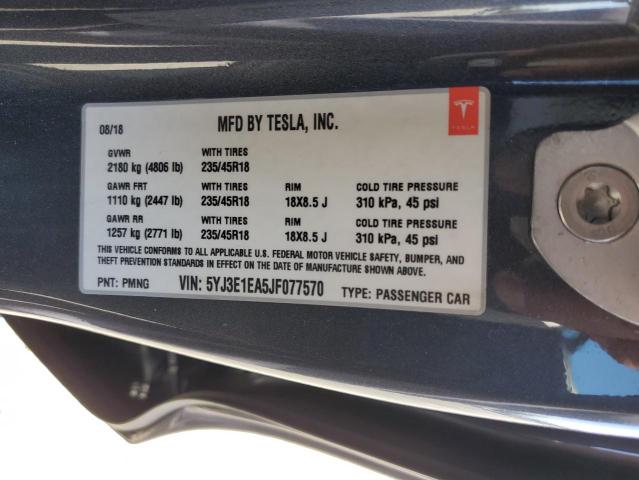 08/18 MFD BY TESLA, INC.
TESLA
GVWR WITH TIRES
2180 kg (4806 lb) 235/45R18
GAWR FRT WITH TIRES RIM COLD TIRE PRESSURE
1110 kg (2447 lb) 235/45R18 18X8.5 J 310 kPa, 45 psi
GAWR RR WITH TIRES RIM COLD TIRE PRESSURE
1257 kg (2771 lb) 235/45R18 18X8.5 J 310 kPa, 45 psi
THIS VEHICLE CONFORMS TO ALL APPLICABLE U.S. FEDERAL MOTOR VEHICLE SAFETY, BUMPER, AND
THEFT PREVENTION STANDARDS IN EFFECT ON THE DATE OF MANUFACTURE SHOWN ABOVE.
PNT: PMNG VIN: 5YJ3E1EA5JF077570 TYPE: PASSENGER CAR